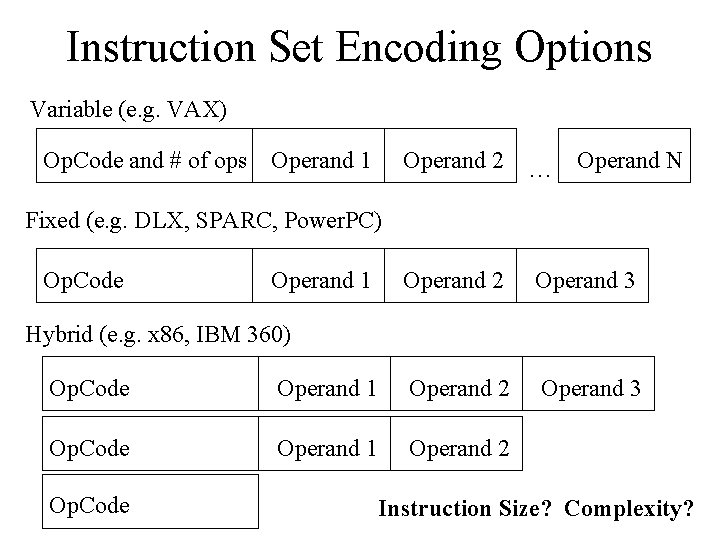 Instruction Set Encoding Options
Variable (e.g. VAX)
Op.Code and # of ops Operand 1 Operand 2 ... Operand N
Fixed (e.g. DLX, SPARC, Power.PC)
Op.Code Operand 1 Operand 2 Operand 3
Hybrid (e.g. x86, IBM 360)
Op.Code Operand 1 Operand 2 Operand 3
Op.Code Operand 1 Operand 2
Op.Code
Instruction Size? Complexity?